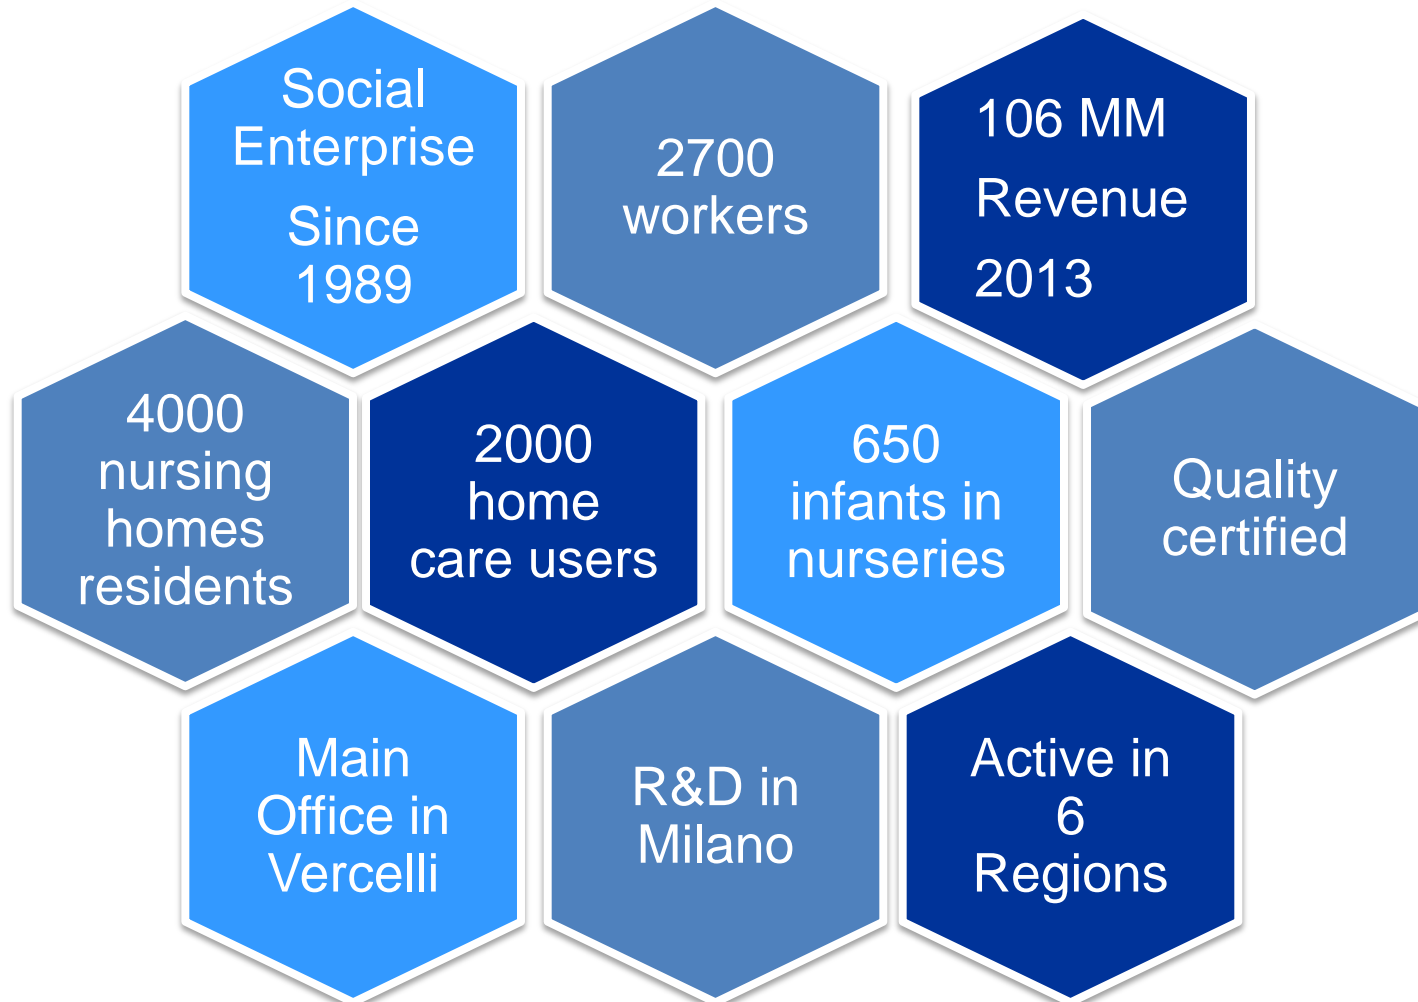 Social
Enterprise
Since
1989
2700
workers
106 MM
Revenue
2013
4000
nursing
homes
residents
2000
home
care users
650
infants in
nurseries
Quality
certified
Main
Office in
Vercelli
R&D in
Milano
Active in
6
Regions